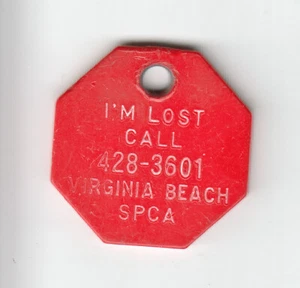 I'M LOST
CALL
428-3601
VIRGINIA BEACH
SPCA